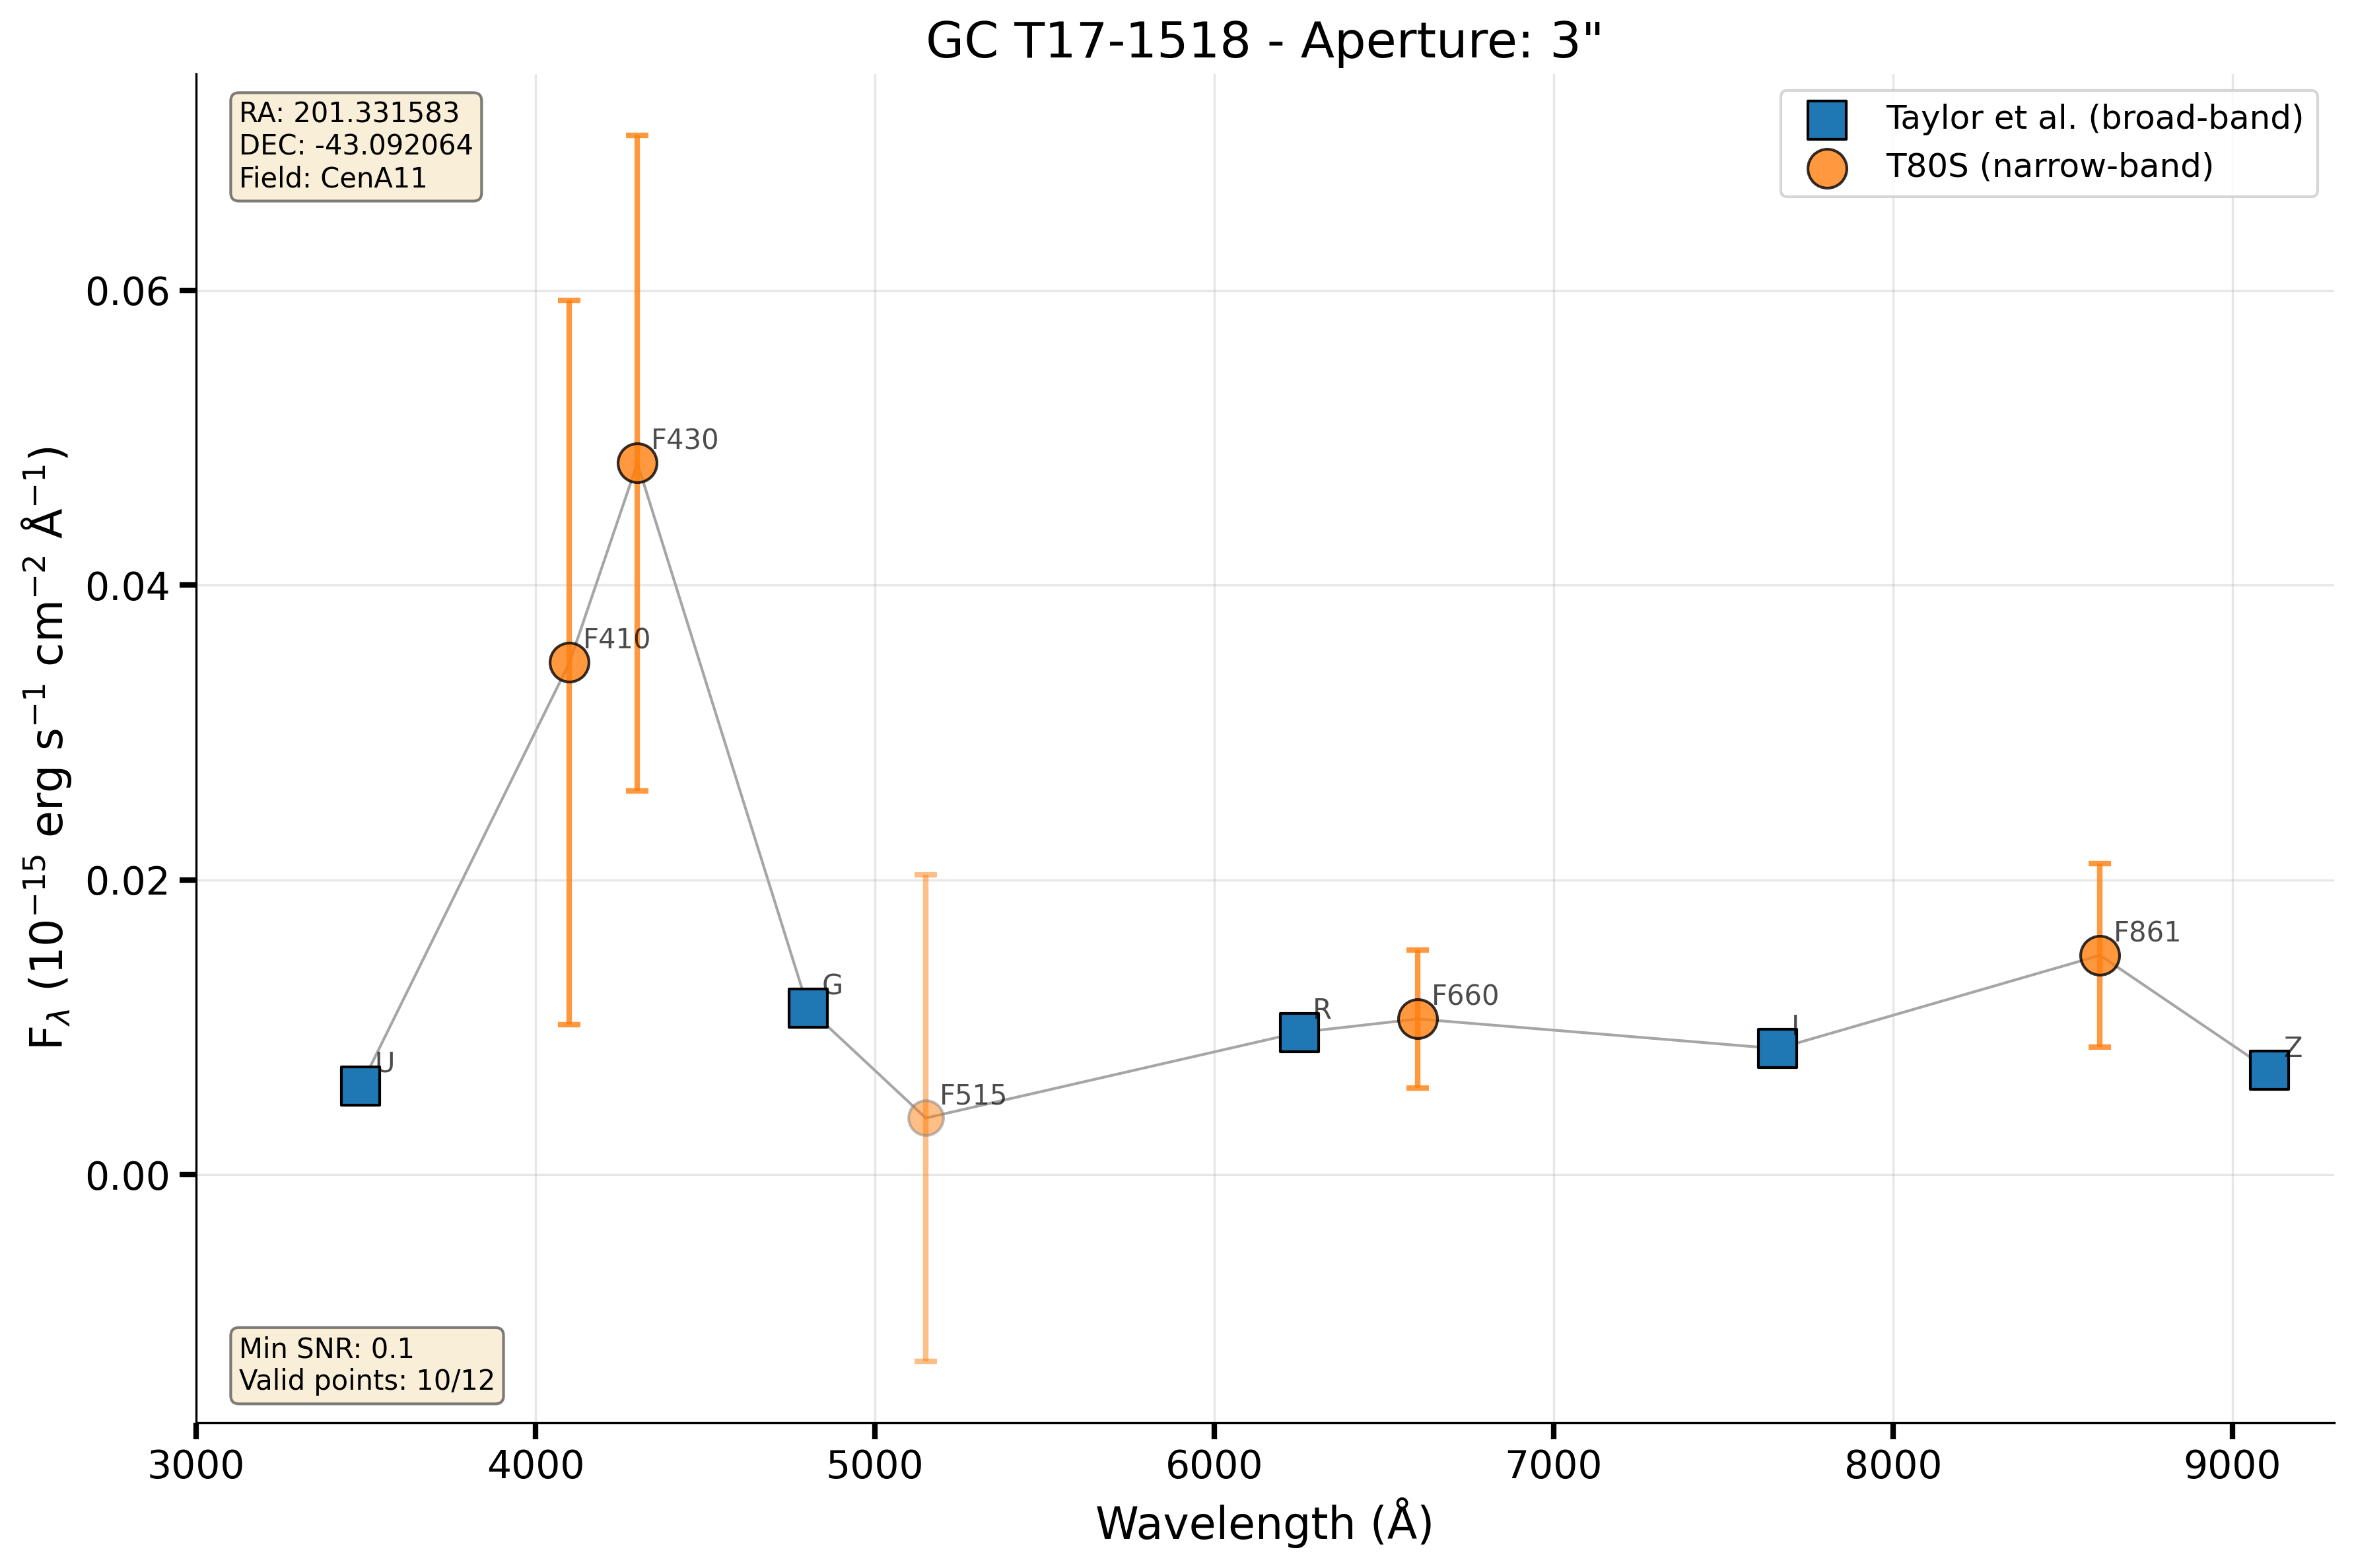 GC T17-1518 - Aperture: 3"
RA: 201.331583
DEC: -43.092064
Field: CenA11
Taylor et al. (broad-band)
T80S (narrow-band)
F_λ (10⁻¹⁵ erg s⁻¹ cm⁻² Å⁻¹)
0.06
0.04
0.02
0.00
F430
F410
U
G
F515
R
F660
I
F861
Z
Min SNR: 0.1
Valid points: 10/12
3000 4000 5000 6000 7000 8000 9000
Wavelength (Å)